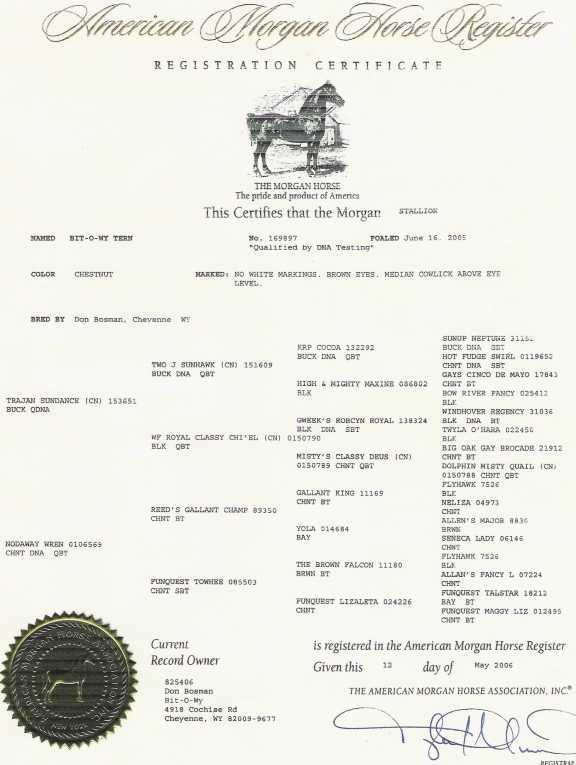 American Morgan Horse Register
REGISTRATION CERTIFICATE
THE MORGAN HORSE
The pride and product of America
This Certifies that the Morgan STALLION
NAMED BIT-O-WY TERN No. 169897 FOALED June 16, 2005
"Qualified by DNA Testing"
COLOR CHESTNUT MARKED: NO WHITE MARKINGS. BROWN EYES. MEDIAN COWLICK ABOVE EYE
LEVEL.
BRED BY Don Bosman, Cheyenne WY
TRAJAN SUNDANCE (CN) 153651
BUCK QDNA
NODAWAY WREN 0106569
CHNT DNA QBT
TWO J SUNHAWK (CN) 151609
BUCK DNA QBT
WF ROYAL CLASSY CHI'EL (CN) 0150790
BLK QBT
REED'S GALLANT CHAMP 89350
CHNT BT
FUNQUEST TOWHEE 085503
CHNT SBT
KRP COCOA 132292
BUCK DNA QBT
HIGH & MIGHTY MAXINE 086802
BLK
GWEEK'S ROBCYN ROYAL 138324
BLK DNA SBT
MISTY'S CLASSY DEUS (CN)
0150789 CHNT QBT
GALLANT KING 11169
CHNT BT
YOLA 014684
BAY
THE BROWN FALCON 11180
BRWN BT
FUNQUEST LIZALETA 024226
CHNT
SUNUP NEPTUNE
BUCK DNA SBT
HOT FUDGE SWIRL 0119652
CHNT DNA SBT
GAYS CINCO DE MAYO 17843
CHNT BT
BOW RIVER FANCY 025412
BLK
WINDHOVER REGENCY 31036
BLK DNA BT
TWYLA O'HARA 022456
BLK
BIG OAK GAY BROCADE 21912
CHNT BT
DOLPHIN MISTY QUAIL (CN)
0150788 CHNT QBT
FLYHAWK 7526
BLK
NELIZA 04973
CHNT
ALLEN'S MAJOR 8830
BRWN
SENECA LADY 06146
CHNT
FLYHAWK 7526
BLK
ALLAN'S FANCY L 07224
CHNT
FUNQUEST TALSTAR 18212
BAY BT
FUNQUEST MAGGY LIZ 012495
CHNT BT
Current
Record Owner
825406
Don Bosman
Bit-O-Wy
4918 Cochise Rd
Cheyenne, WY 82009-9677
is registered in the American Morgan Horse Register
Given this 12 day of May 2006
THE AMERICAN MORGAN HORSE ASSOCIATION, INC.®
REGISTRAR